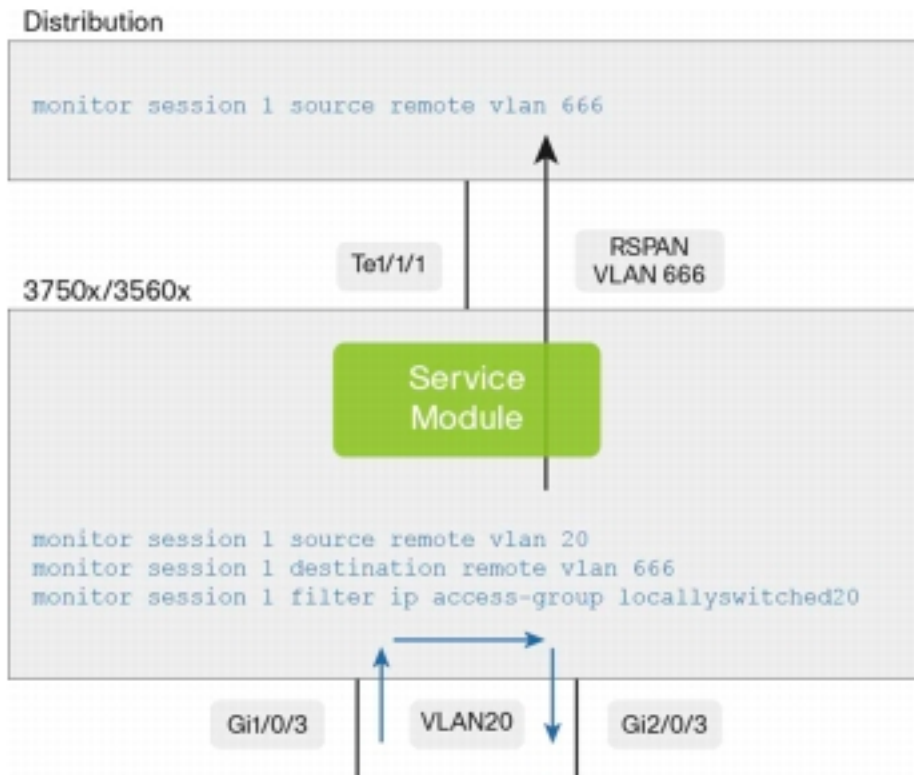 Distribution
monitor session 1 source remote vlan 666
Te1/1/1
RSPAN
VLAN 666
3750x/3560x
Service
Module
monitor session 1 source remote vlan 20
monitor session 1 destination remote vlan 666
monitor session 1 filter ip access-group locallyswitched20
Gi1/0/3
VLAN20
Gi2/0/3